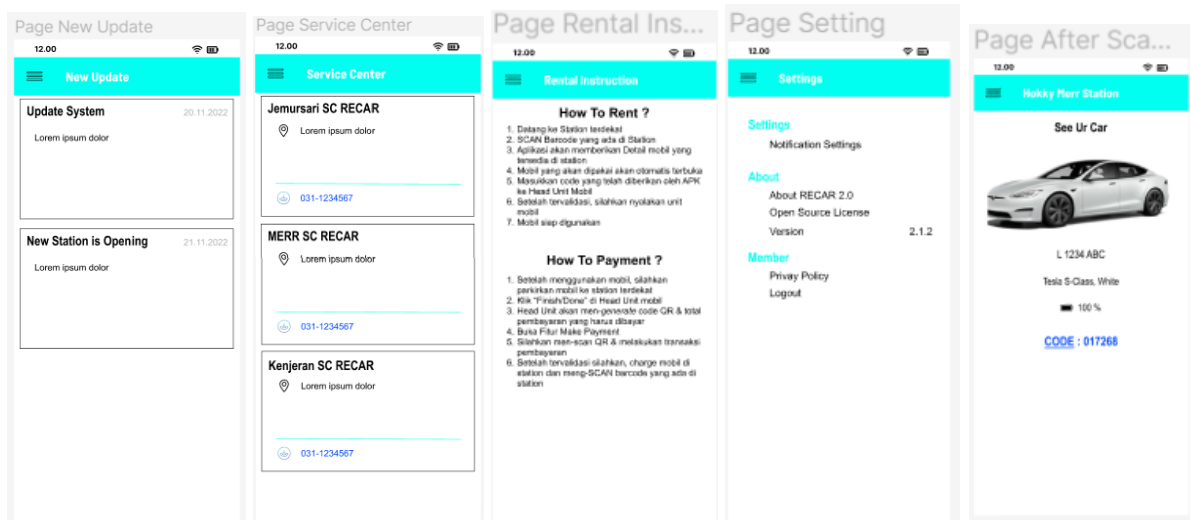 Page New Update
12.00
New Update
Update System
20.11.2022
Lorem ipsum dolor
New Station is Opening
21.11.2022
Lorem ipsum dolor
Page Service Center
12.00
Service Center
Jemursari SC RECAR
Lorem ipsum dolor
031-1234567
MERR SC RECAR
Lorem ipsum dolor
031-1234567
Kenjeran SC RECAR
Lorem ipsum dolor
031-1234567
Page Rental Ins...
12.00
Rental Instruction
How To Rent ?
1. Datang ke Station terdekat
2. SCAN Barcode yang ada di Station
3. Aplikasi akan memberikan Detail mobil yang
tersedia di station
4. Mobil yang akan dipakai akan otomatis terbuka
5. Masukkan code yang telah diberikan oleh APK
ke Head Unit Mobil
6. Setelah tervalidasi, silahkan nyalakan unit
mobil
7. Mobil siap digunakan
How To Payment ?
1. Setelah menggunakan mobil, silahkan
parkirkan mobil ke station terdekat
2. Klik "Finish/Done" di Head Unit mobil
3. Head Unit akan men-generate code QR & total
pembayaran yang harus dibayar
4. Buka Fitur Make Payment
5. Silahkan men-scan QR & melakukan transaksi
pembayaran
6. Setelah tervalidasi silahkan, charge mobil di
station dan meng-SCAN barcode yang ada di
station
Page Setting
12.00
Settings
Settings
Notification Settings
About
About RECAR 2.0
Open Source License
Version 2.1.2
Member
Privay Policy
Logout
Page After Sca...
12.00
Hokky Merr Station
See Ur Car
L 1234 ABC
Tesla S-Class, White
100 %
CODE : 017268